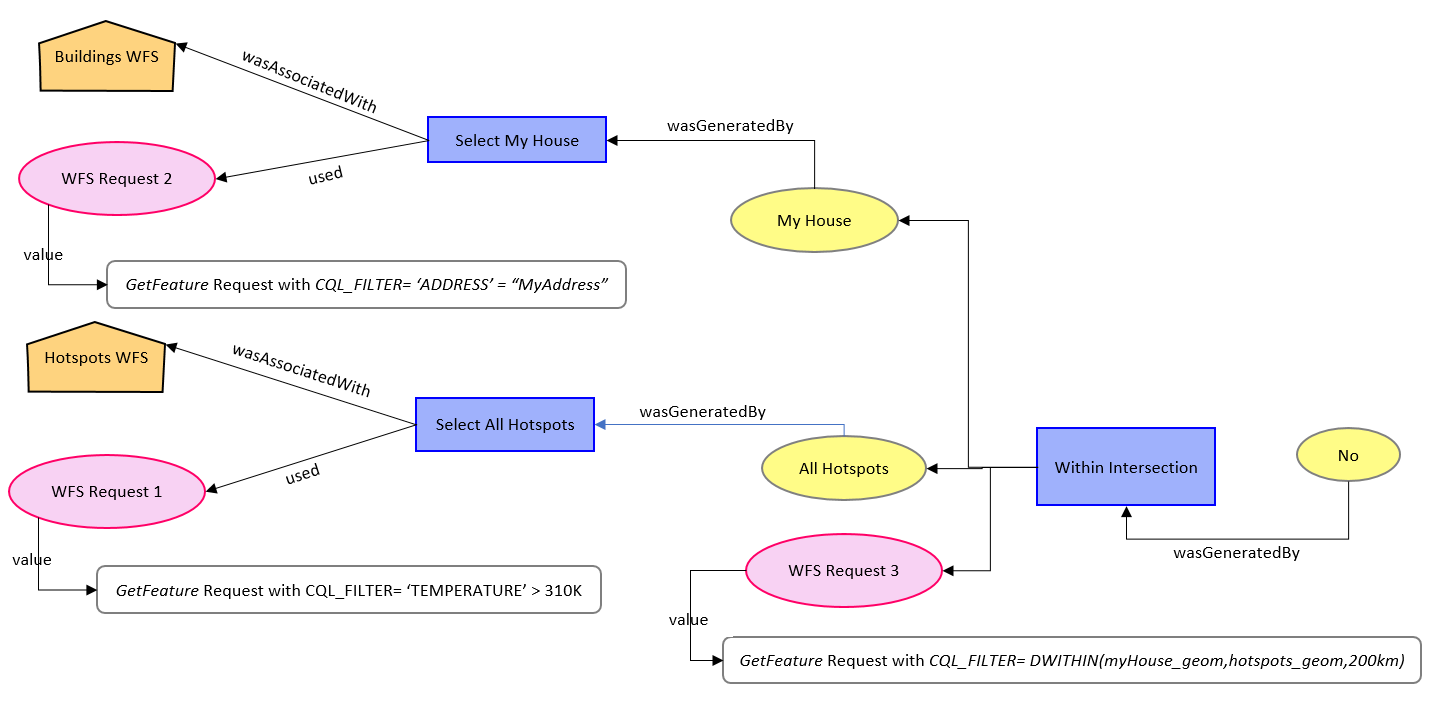 Buildings WFS
wasAssociatedWith
wasGeneratedBy
Select My House
WFS Request 2
used
My House
value
GetFeature Request with CQL_FILTER= ‘ADDRESS’ = “MyAddress”
Hotspots WFS
wasAssociatedWith
wasGeneratedBy
Select All Hotspots
All Hotspots
Within Intersection
No
used
WFS Request 1
wasGeneratedBy
value
WFS Request 3
GetFeature Request with CQL_FILTER= ‘TEMPERATURE’ > 310K
value
GetFeature Request with CQL_FILTER= DWITHIN(myHouse_geom,hotspots_geom,200km)